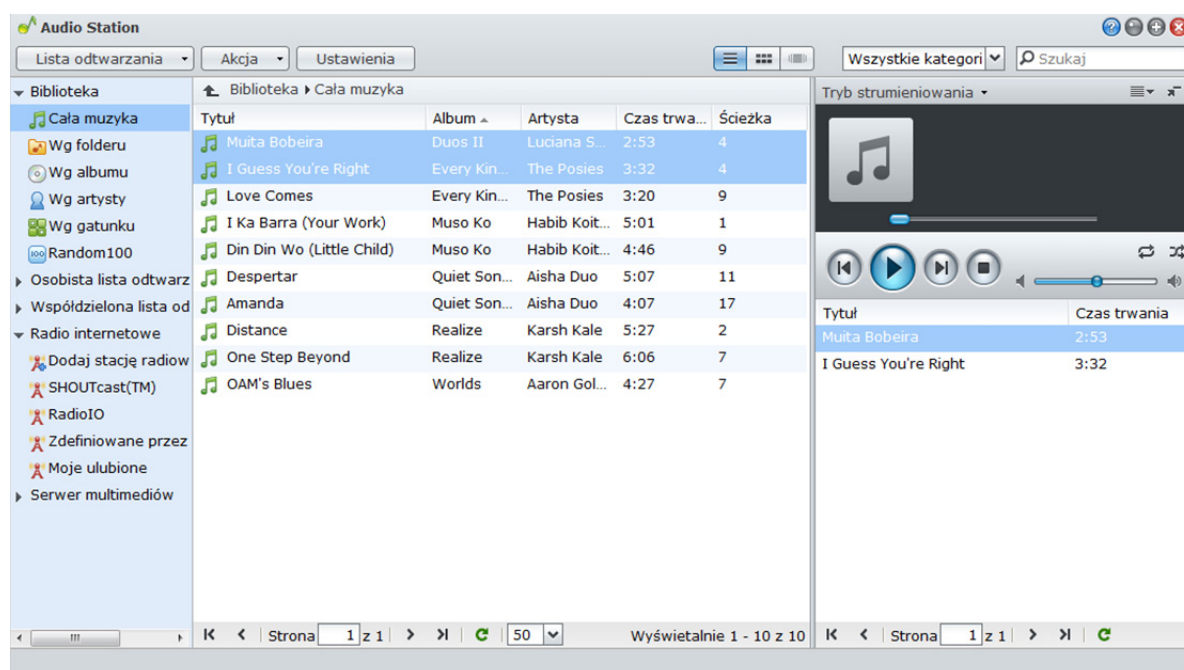 Audio Station
Lista odtwarzania Akcja Ustawienia Wszystkie kategori Szukaj
Biblioteka
Cała muzyka
Wg folderu
Wg albumu
Wg artysty
Wg gatunku
100 Random100
Osobista lista odtwarz
Współdzielona lista od
Radio internetowe
Dodaj stację radiow
SHOUTcast(TM)
RadioIO
Zdefiniowane przez
Moje ulubione
Serwer multimediów
Biblioteka Cała muzyka
Tytuł Album Artysta Czas trwa... Ścieżka
Muita Bobeira Duos II Luciana S... 2:53 4
I Guess You're Right Every Kin... The Posies 3:32 4
Love Comes Every Kin... The Posies 3:20 9
I Ka Barra (Your Work) Muso Ko Habib Koit... 5:01 1
Din Din Wo (Little Child) Muso Ko Habib Koit... 4:46 9
Despertar Quiet Son... Aisha Duo 5:07 11
Amanda Quiet Son... Aisha Duo 4:07 17
Distance Realize Karsh Kale 5:27 2
One Step Beyond Realize Karsh Kale 6:06 7
OAM's Blues Worlds Aaron Gol... 4:27 7
Strona 1 z 1 50 Wyświetalnie 1 - 10 z 10
Tryb strumieniowania
Tytuł Czas trwania
Muita Bobeira 2:53
I Guess You're Right 3:32
Strona 1 z 1